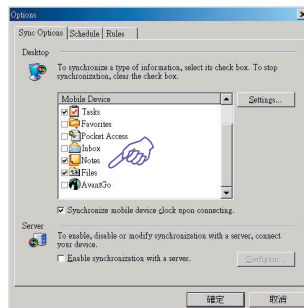 Options
Sync Options Schedule Rules
Desktop
To synchronize a type of information, select its check box. To stop
synchronization, clear the check box.
Mobile Device
Settings...
Tasks
Favorites
Pocket Access
Inbox
Notes
Files
AvantGo
Synchronize mobile device clock upon connecting.
Server
To enable, disable or modify synchronization with a server, connect
your device.
Enable synchronization with a server.
Configure...
確定 取消